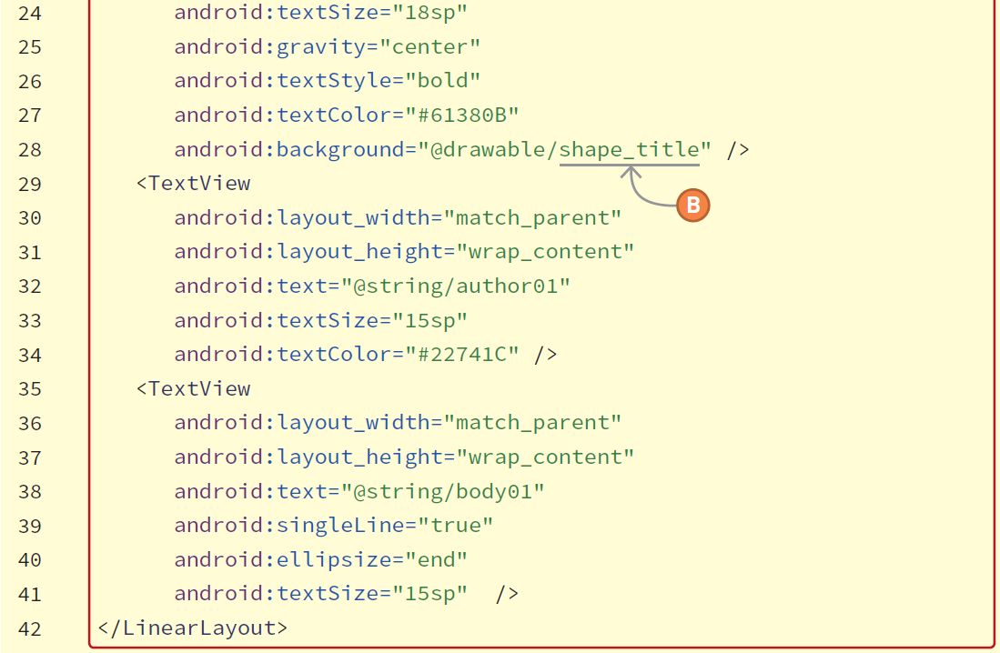 24 android:textSize="18sp"
25 android:gravity="center"
26 android:textStyle="bold"
27 android:textColor="#61380B"
28 android:background="@drawable/shape_title" />
29 <TextView
B
30 android:layout_width="match_parent"
31 android:layout_height="wrap_content"
32 android:text="@string/author01"
33 android:textSize="15sp"
34 android:textColor="#22741C" />
35 <TextView
36 android:layout_width="match_parent"
37 android:layout_height="wrap_content"
38 android:text="@string/body01"
39 android:singleLine="true"
40 android:ellipsize="end"
41 android:textSize="15sp"  />
42 </LinearLayout>